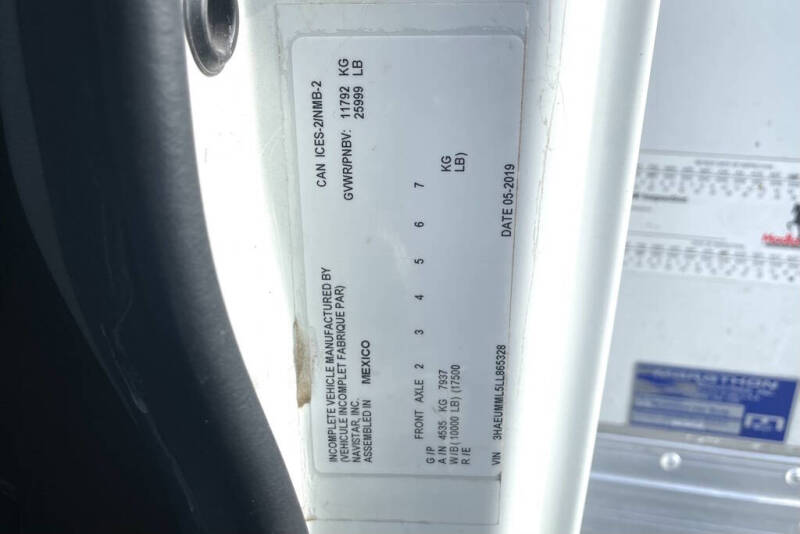 CAN ICES-2/NMB-2
GVWR/PNBV: 11792 KG
25999 LB
INCOMPLETE VEHICLE MANUFACTURED BY
(VEHICULE INCOMPLET FABRIQUE PAR)
NAVISTAR, INC.
ASSEMBLED IN MEXICO
FRONT AXLE 2 3 4 5 6 7
G/P
A/N 4535 KG 7937 KG
W/B (10000 LB) (17500 LB)
R/E
VIN 3HAEUMML5LL865328 DATE 05-2019
MARATHON